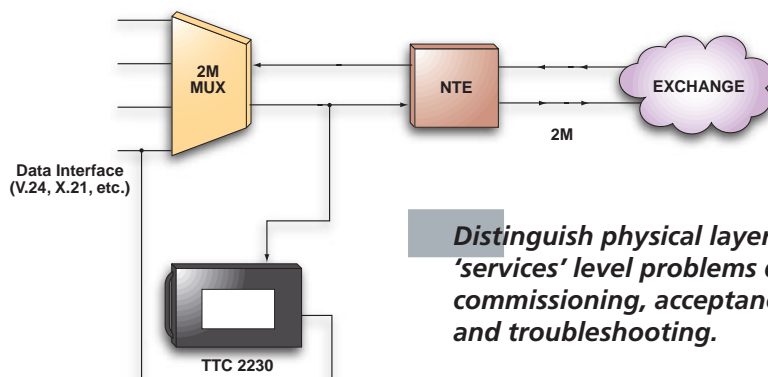 2M
MUX
NTE
EXCHANGE
2M
Data Interface
(V.24, X.21, etc.)
Distinguish physical layer
‘services’ level problems
commissioning, acceptance
and troubleshooting.
TTC 2230